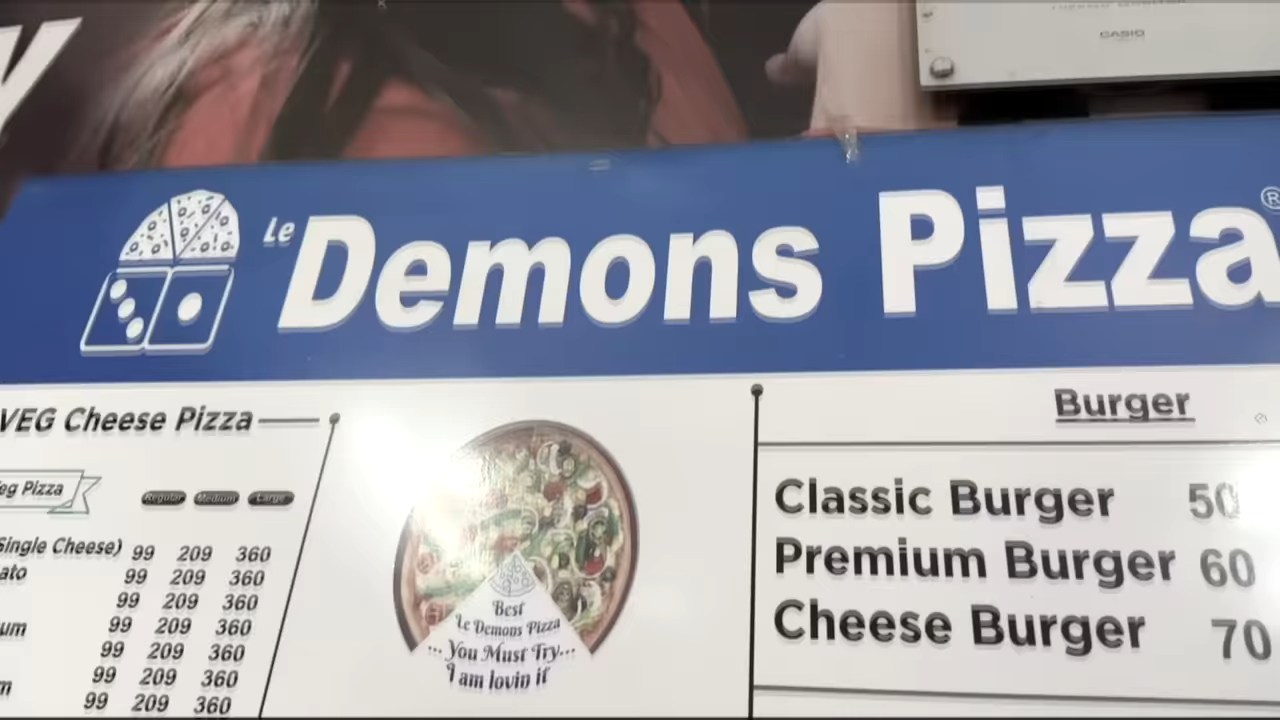 CASIO
Le Demons Pizza ®
VEG Cheese Pizza
eg Pizza
Regular Medium Large
Single Cheese) 99 209 360
ato 99 209 360
99 209 360
um 99 209 360
99 209 360
m 99 209 360
99 209 360
Best
Le Demons Pizza
... You Must Try...
I am lovin it
Burger
Classic Burger 50
Premium Burger 60
Cheese Burger 70